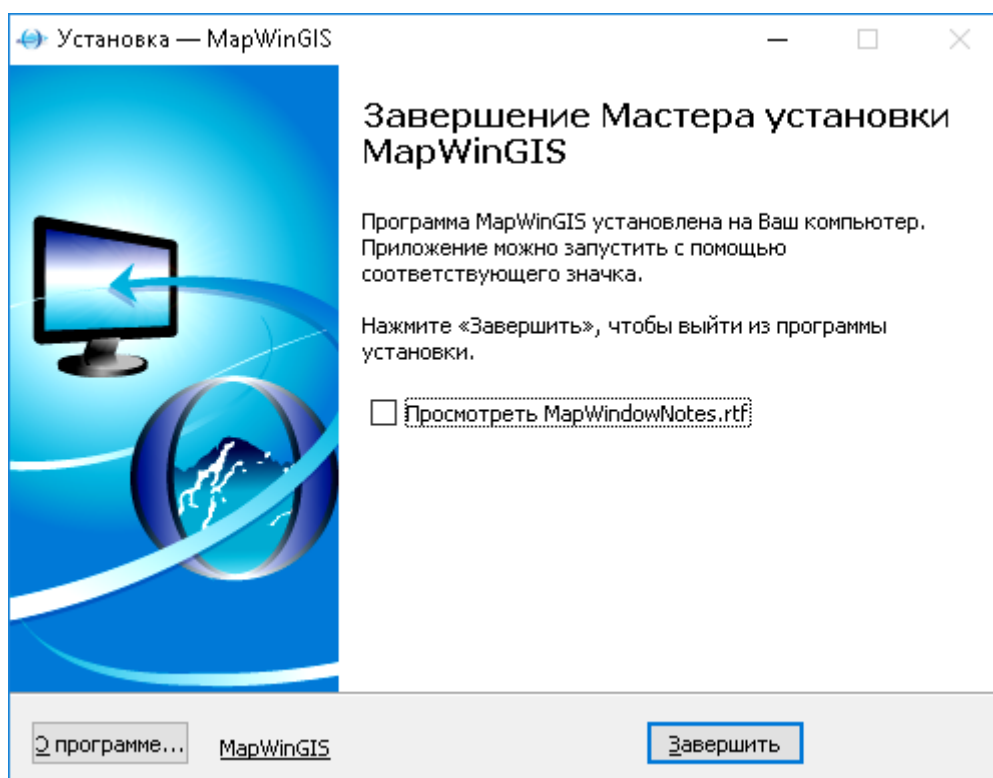 Установка — MapWinGIS
Завершение Мастера установки
MapWinGIS
Программа MapWinGIS установлена на Ваш компьютер.
Приложение можно запустить с помощью
соответствующего значка.
Нажмите «Завершить», чтобы выйти из программы
установки.
Просмотреть MapWindowNotes.rtf
О программе...
MapWinGIS
Завершить